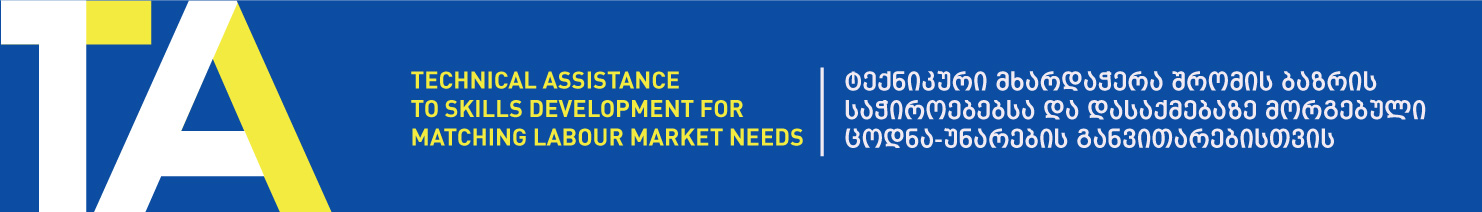 TA
TECHNICAL ASSISTANCE
TO SKILLS DEVELOPMENT FOR
MATCHING LABOUR MARKET NEEDS
ტექნიკური მხარდაჭერა შრომის ბაზრის
საჭიროებებსა და დასაქმებაზე მორგებული
ცოდნა-უნარების განვითარებისთვის